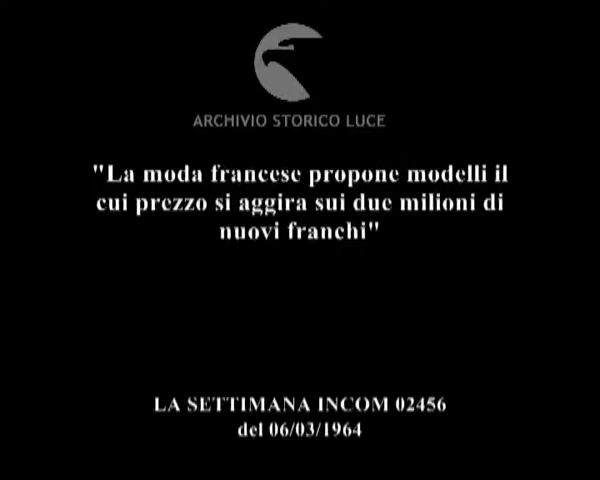 ARCHIVIO STORICO LUCE
"La moda francese propone modelli il
cui prezzo si aggira sui due milioni di
nuovi franchi"
LA SETTIMANA INCOM 02456
del 06/03/1964